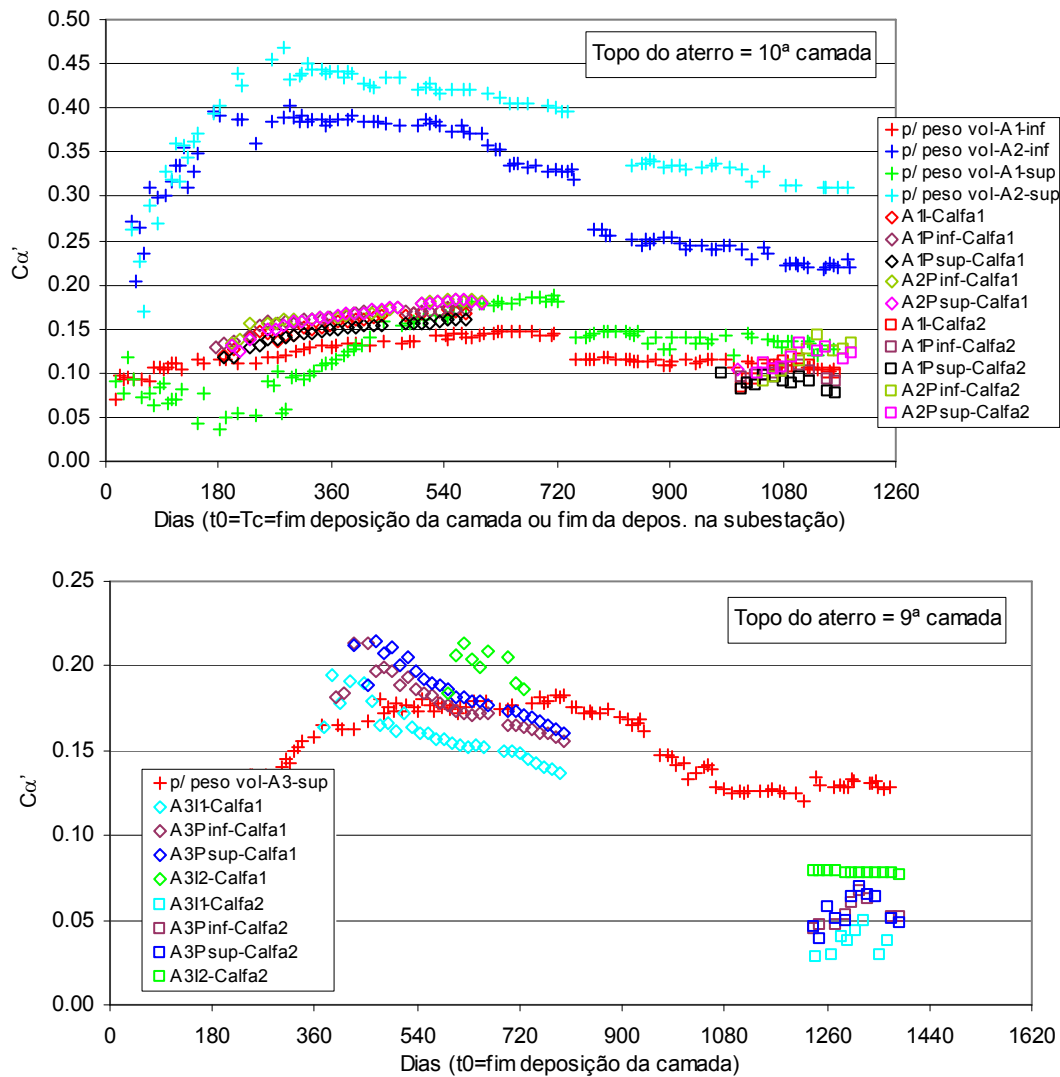 0.50
0.45
0.40
0.35
0.30
0.25
0.20
0.15
0.10
0.05
0.00
Cα’
Topo do aterro = 10ª camada
p/ peso vol-A1-inf
p/ peso vol-A2-inf
p/ peso vol-A1-sup
p/ peso vol-A2-sup
A1I-Calfa1
A1Pinf-Calfa1
A1Psup-Calfa1
A2Pinf-Calfa1
A2Psup-Calfa1
A1I-Calfa2
A1Pinf-Calfa2
A1Psup-Calfa2
A2Pinf-Calfa2
A2Psup-Calfa2
0 180 360 540 720 900 1080 1260
Dias (t0=Tc=fim deposição da camada ou fim da depos. na subestação)
0.25
0.20
0.15
0.10
0.05
0.00
Cα’
Topo do aterro = 9ª camada
p/ peso vol-A3-sup
A3I1-Calfa1
A3Pinf-Calfa1
A3Psup-Calfa1
A3I2-Calfa1
A3I1-Calfa2
A3Pinf-Calfa2
A3Psup-Calfa2
A3I2-Calfa2
0 180 360 540 720 900 1080 1260 1440 1620
Dias (t0=fim deposição da camada)